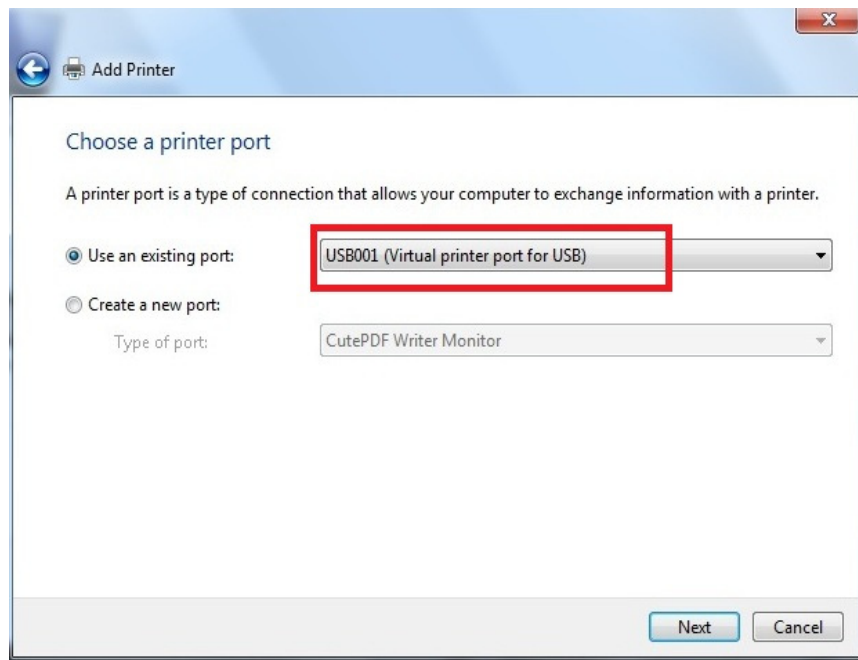 Add Printer
Choose a printer port
A printer port is a type of connection that allows your computer to exchange information with a printer.
Use an existing port: USB001 (Virtual printer port for USB)
Create a new port:
Type of port: CutePDF Writer Monitor
Next Cancel